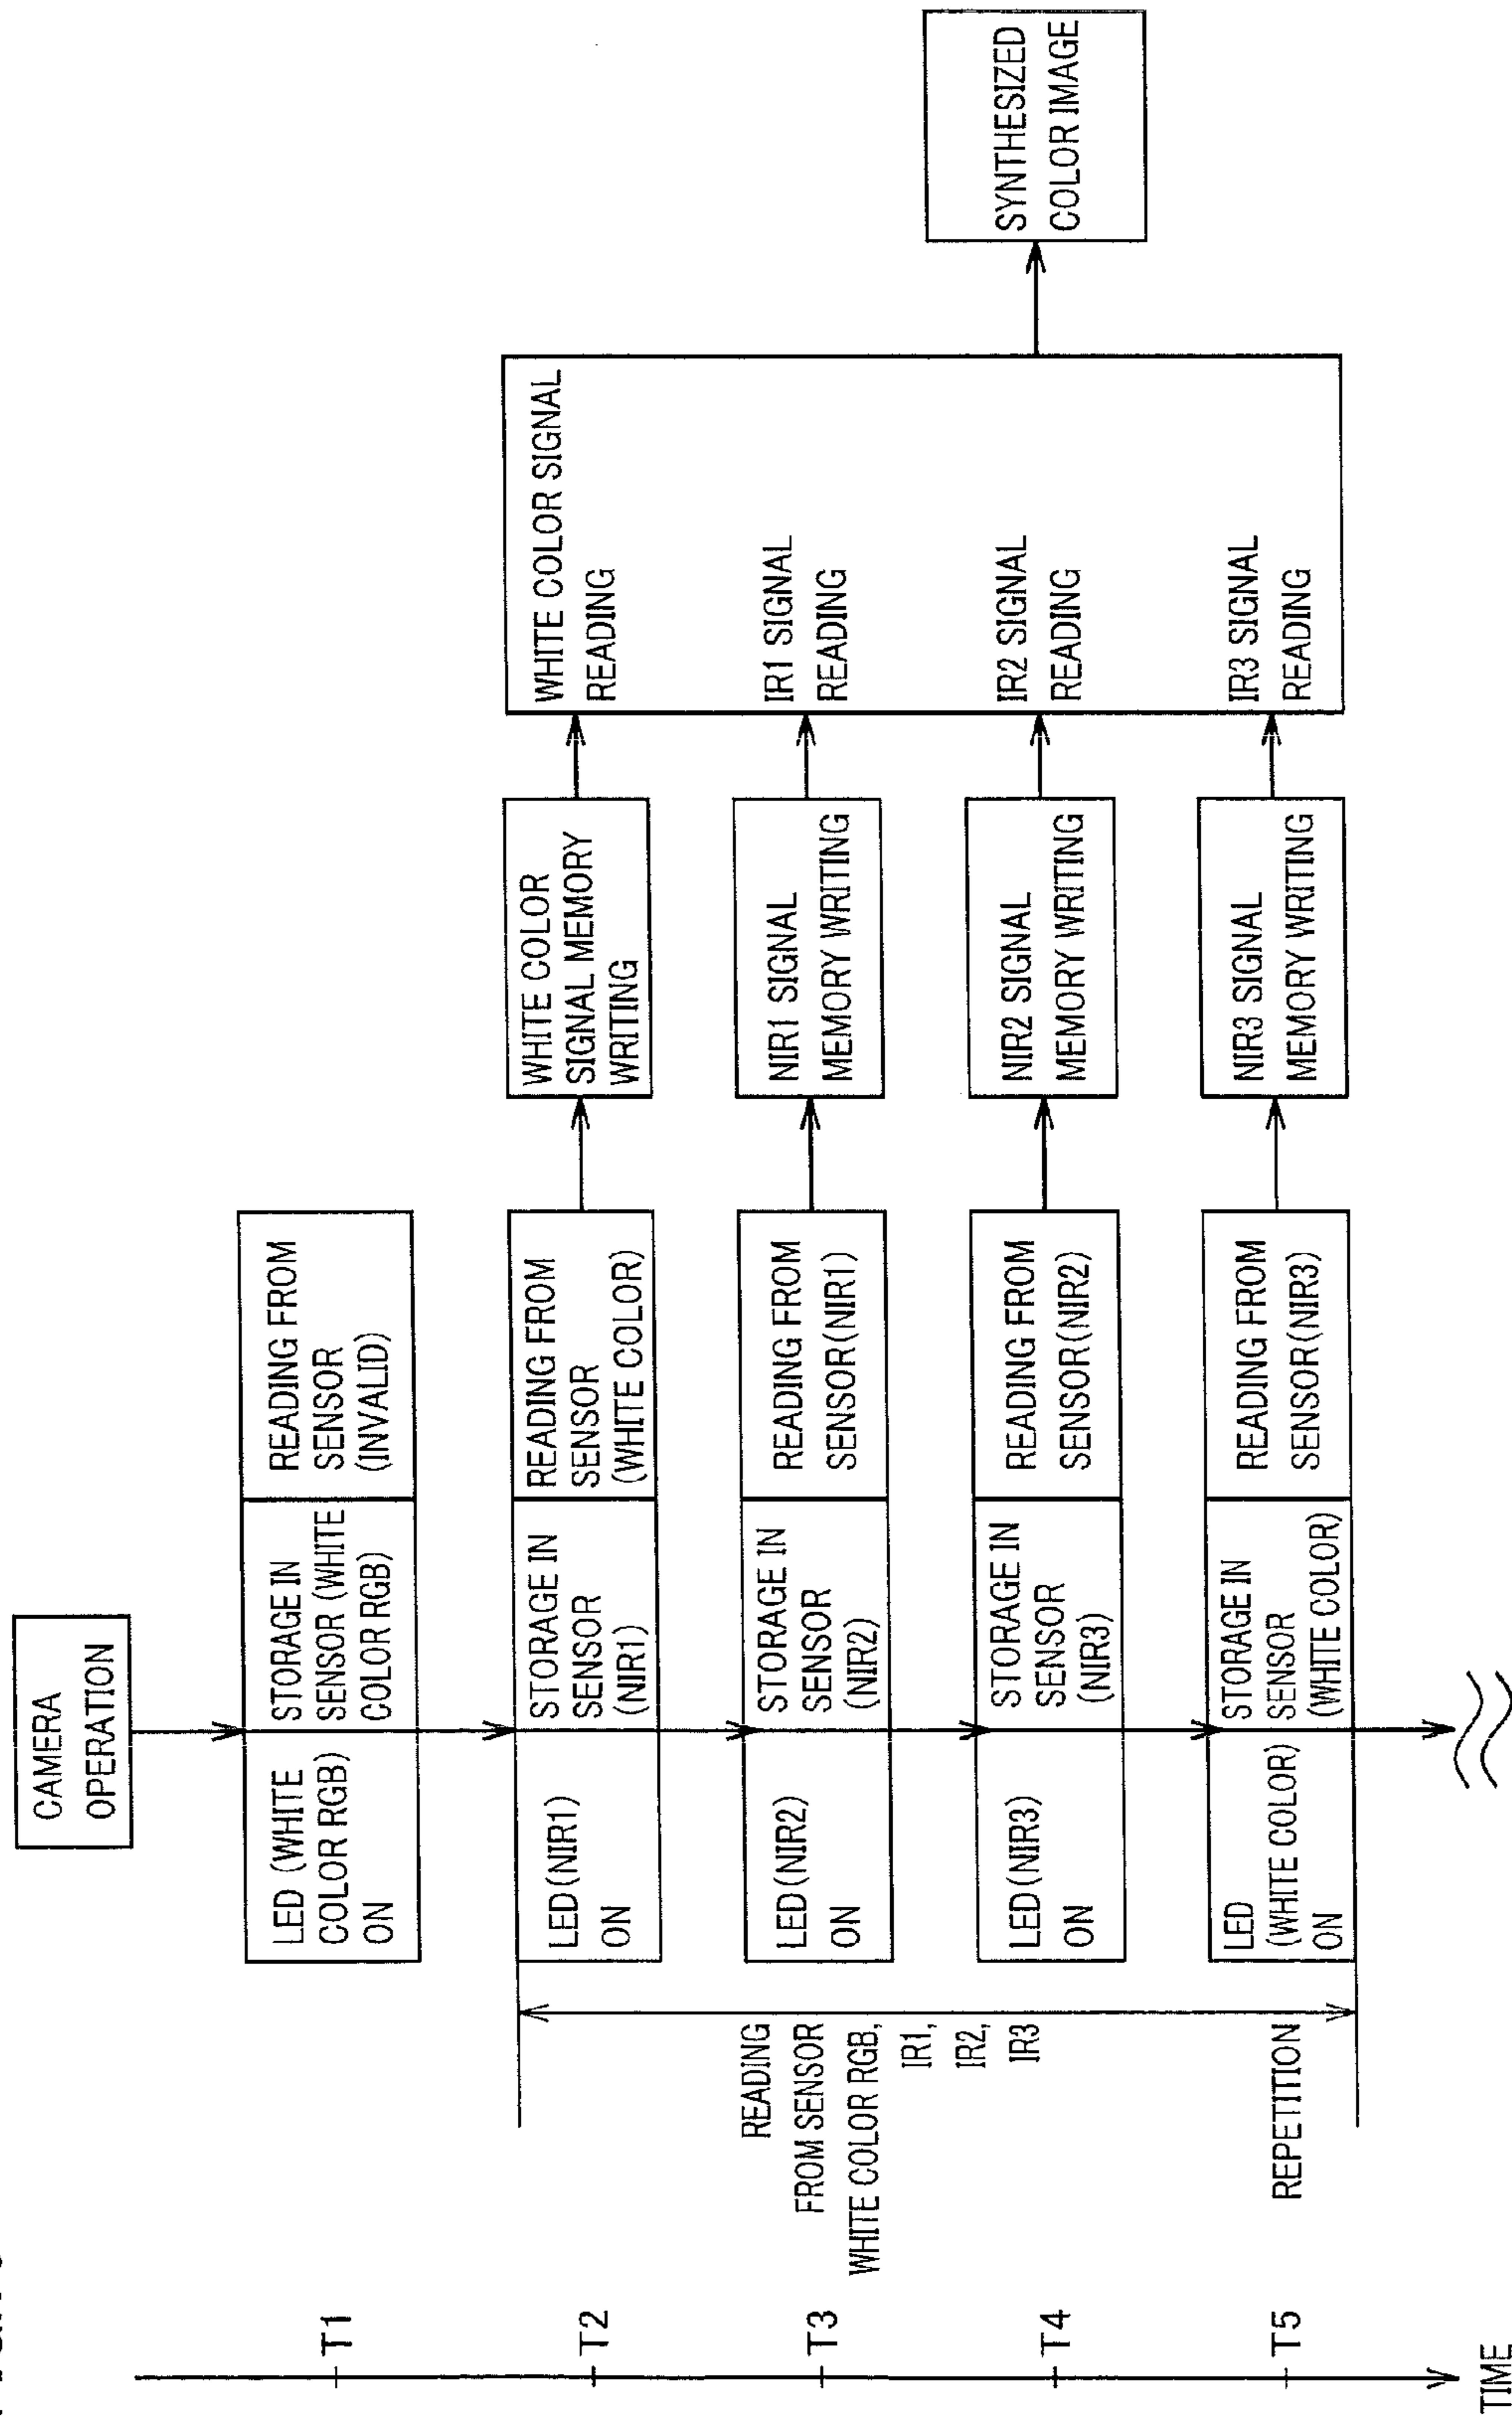 CAMERA
OPERATION
T1
LED (WHITE
COLOR RGB)
ON
STORAGE IN
SENSOR (WHITE
COLOR RGB)
READING FROM
SENSOR
(INVALID)
T2
LED(NIR1)
ON
STORAGE IN
SENSOR
(NIR1)
READING FROM
SENSOR
(WHITE COLOR)
WHITE COLOR
SIGNAL MEMORY
WRITING
WHITE COLOR SIGNAL
READING
T3
LED(NIR2)
ON
STORAGE IN
SENSOR
(NIR2)
READING FROM
SENSOR(NIR1)
NIR1 SIGNAL
MEMORY WRITING
IR1 SIGNAL
READING
READING
FROM SENSOR
WHITE COLOR RGB,
IR1,
IR2,
IR3
T4
LED(NIR3)
ON
STORAGE IN
SENSOR
(NIR3)
READING FROM
SENSOR(NIR2)
NIR2 SIGNAL
MEMORY WRITING
IR2 SIGNAL
READING
SYNTHESIZED
COLOR IMAGE
T5
REPETITION
LED
(WHITE COLOR)
ON
STORAGE IN
SENSOR
(WHITE COLOR)
READING FROM
SENSOR(NIR3)
NIR3 SIGNAL
MEMORY WRITING
IR3 SIGNAL
READING
TIME